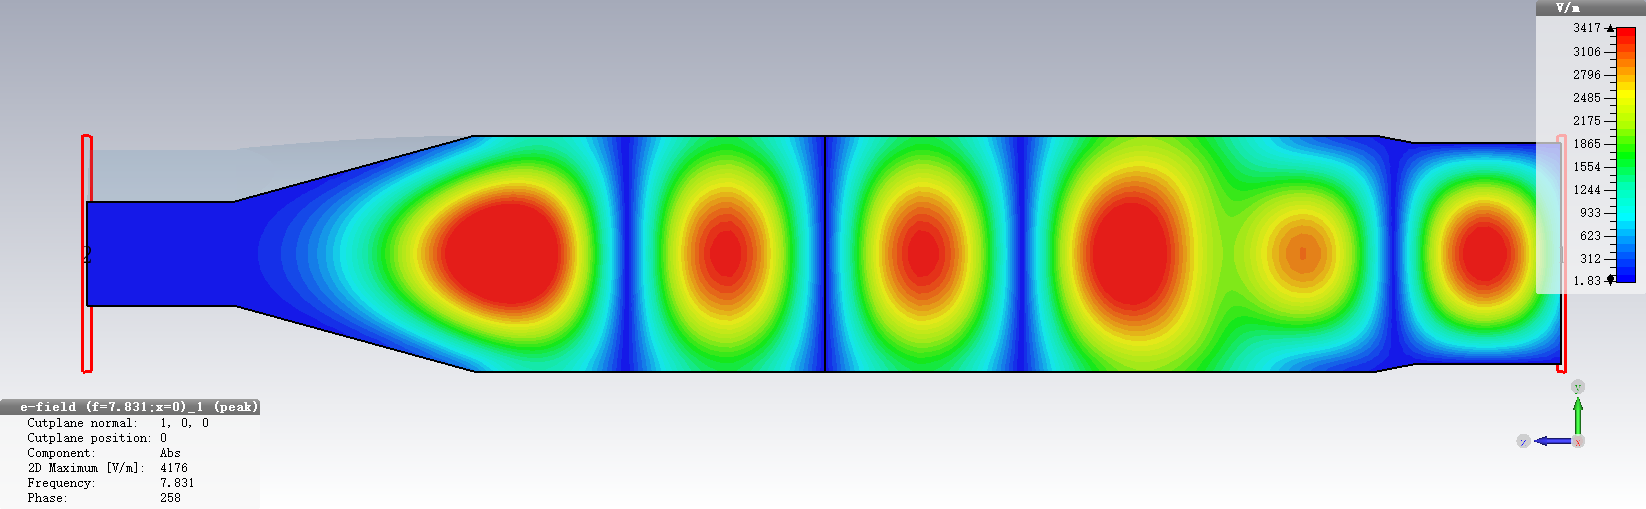 V/m
3417
3106
2796
2485
2175
1865
1554
1244
933
623
312
1.83
2
e-field (f=7.831;x=0)_1 (peak)
Cutplane normal: 1, 0, 0
Cutplane position: 0
Component: Abs
2D Maximum [V/m]: 4176
Frequency: 7.831
Phase: 258
y
z
x